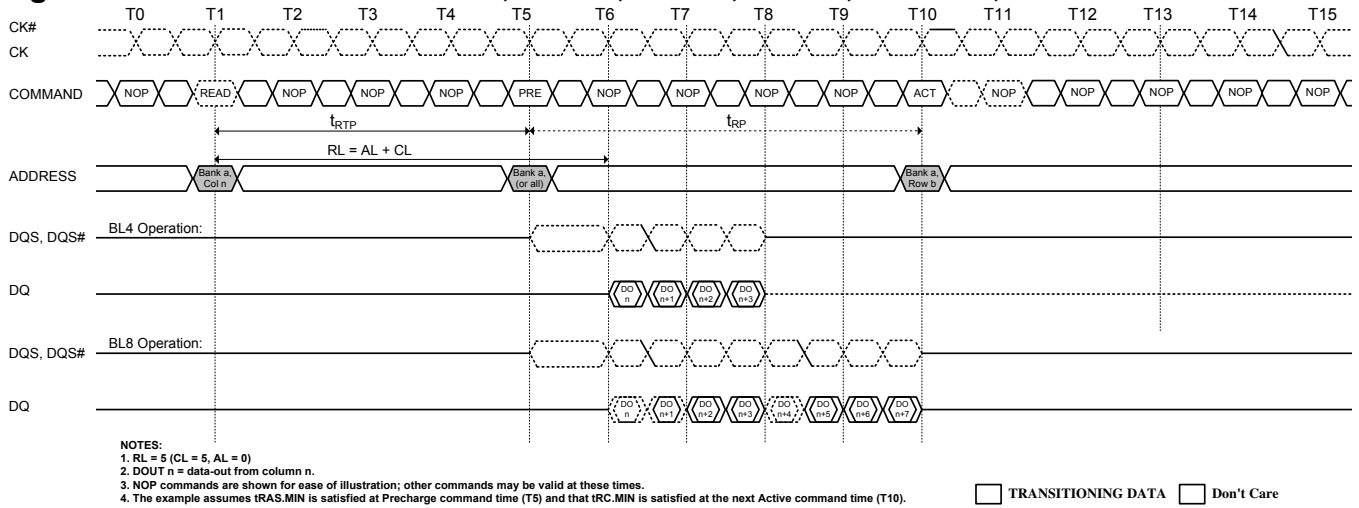 T0 T1 T2 T3 T4 T5 T6 T7 T8 T9 T10 T11 T12 T13 T14 T15
CK#
CK
COMMAND NOP READ NOP NOP NOP PRE NOP NOP NOP NOP ACT NOP NOP NOP NOP NOP
tRTP tRP
RL = AL + CL
ADDRESS
Bank a, Col n
Bank a, (or all)
Bank a, Row b
BL4 Operation:
DQS, DQS#
DQ
DO n DO n+1 DO n+2 DO n+3
BL8 Operation:
DQS, DQS#
DQ
DO n DO n+1 DO n+2 DO n+3 DO n+4 DO n+5 DO n+6 DO n+7
NOTES:
1. RL = 5 (CL = 5, AL = 0)
2. DOUT n = data-out from column n.
3. NOP commands are shown for ease of illustration; other commands may be valid at these times.
4. The example assumes tRAS.MIN is satisfied at Precharge command time (T5) and that tRC.MIN is satisfied at the next Active command time (T10).
TRANSITIONING DATA Don't Care